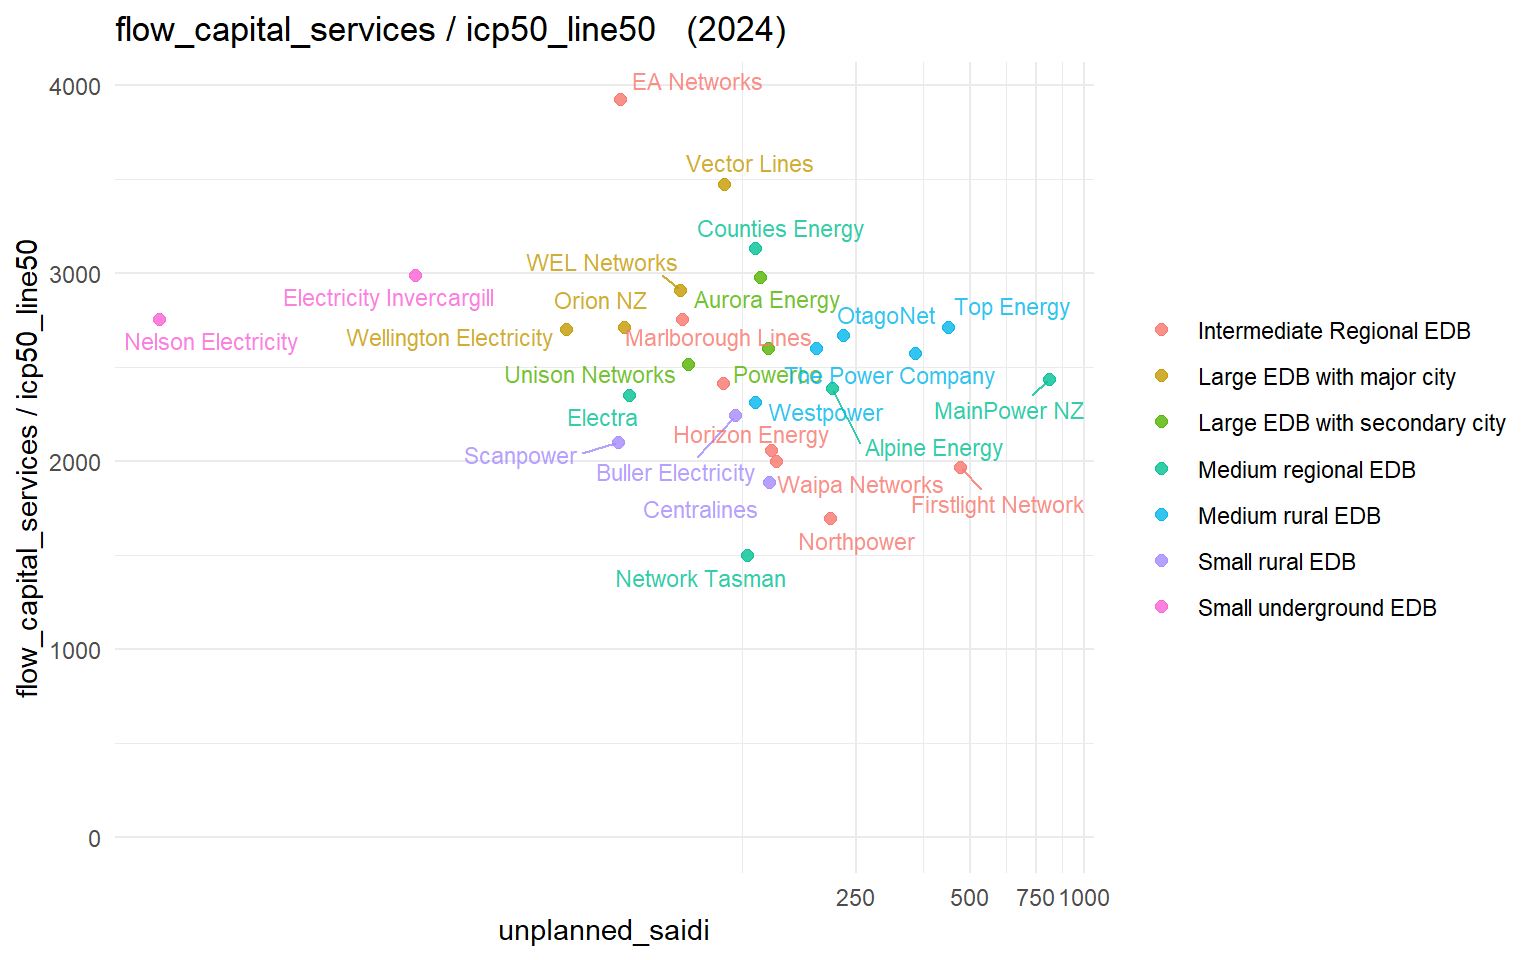 flow_capital_services / icp50_line50 (2024)
flow_capital_services / icp50_line50
4000
3000
2000
1000
0
EA Networks
Vector Lines
Counties Energy
WEL Networks
Electricity Invercargill
Orion NZ
Aurora Energy
Top Energy
OtagoNet
Nelson Electricity
Wellington Electricity
Marlborough Lines
Unison Networks
Powerco
The Power Company
Electra
Westpower
MainPower NZ
Horizon Energy
Scanpower
Alpine Energy
Buller Electricity
Waipa Networks
Firstlight Network
Centralines
Northpower
Network Tasman
250
500
750
1000
unplanned_saidi
Intermediate Regional EDB
Large EDB with major city
Large EDB with secondary city
Medium regional EDB
Medium rural EDB
Small rural EDB
Small underground EDB